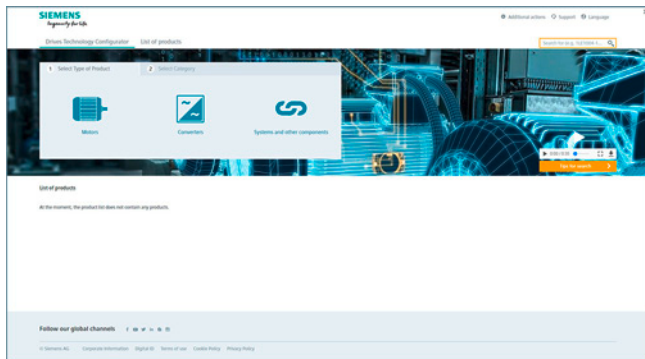 SIEMENS
Ingenuity for life
Additional actions Support Language
Drives Technology Configurator List of products
1 Select Type of Product 2 Select Category
Motors Converters Systems and other components
Tips for search
List of products
At the moment, the product list does not contain any products.
Follow our global channels
© Siemens AG Corporate Information Digital ID Terms of use Cookie Policy Privacy Policy